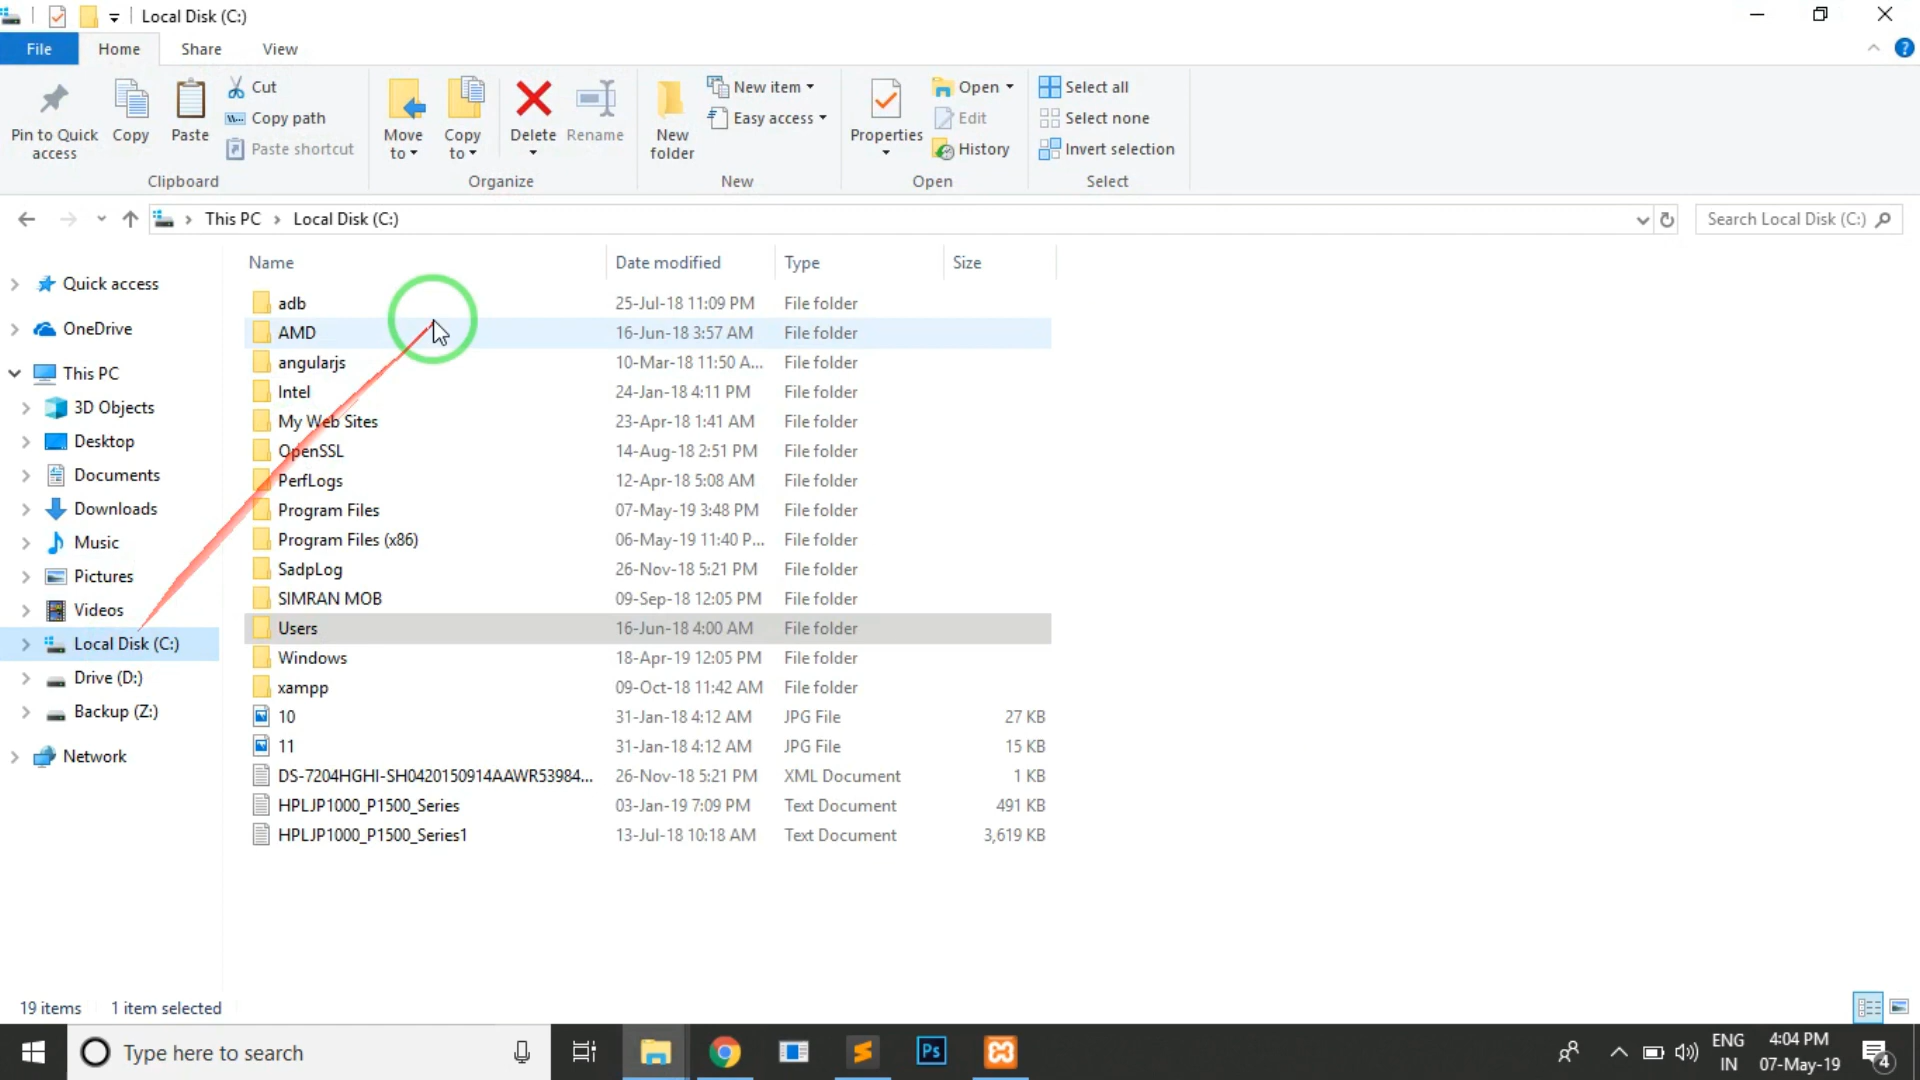 Local Disk (C:)
File Home Share View
Pin to Quick access
Copy
Paste
Cut
Copy path
Paste shortcut
Clipboard
Move to
Copy to
Delete
Rename
Organize
New folder
New item
Easy access
New
Properties
Open
Edit
History
Open
Select all
Select none
Invert selection
Select
This PC Local Disk (C:)
Search Local Disk (C:)
Quick access
OneDrive
This PC
3D Objects
Desktop
Documents
Downloads
Music
Pictures
Videos
Local Disk (C:)
Drive (D:)
Backup (Z:)
Network
Name Date modified Type Size
adb 25-Jul-18 11:09 PM File folder
AMD 16-Jun-18 3:57 AM File folder
angularjs 10-Mar-18 11:50 A... File folder
Intel 24-Jan-18 4:11 PM File folder
My Web Sites 23-Apr-18 1:41 AM File folder
OpenSSL 14-Aug-18 2:51 PM File folder
PerfLogs 12-Apr-18 5:08 AM File folder
Program Files 07-May-19 3:48 PM File folder
Program Files (x86) 06-May-19 11:40 P... File folder
SadpLog 26-Nov-18 5:21 PM File folder
SIMRAN MOB 09-Sep-18 12:05 PM File folder
Users 16-Jun-18 4:00 AM File folder
Windows 18-Apr-19 12:05 PM File folder
xampp 09-Oct-18 11:42 AM File folder
10 31-Jan-18 4:12 AM JPG File 27 KB
11 31-Jan-18 4:12 AM JPG File 15 KB
DS-7204HGHI-SH0420150914AAWR53984... 26-Nov-18 5:21 PM XML Document 1 KB
HPLJP1000_P1500_Series 03-Jan-19 7:09 PM Text Document 491 KB
HPLJP1000_P1500_Series1 13-Jul-18 10:18 AM Text Document 3,619 KB
19 items 1 item selected
Type here to search
Ps
ENG
IN
4:04 PM
07-May-19
4